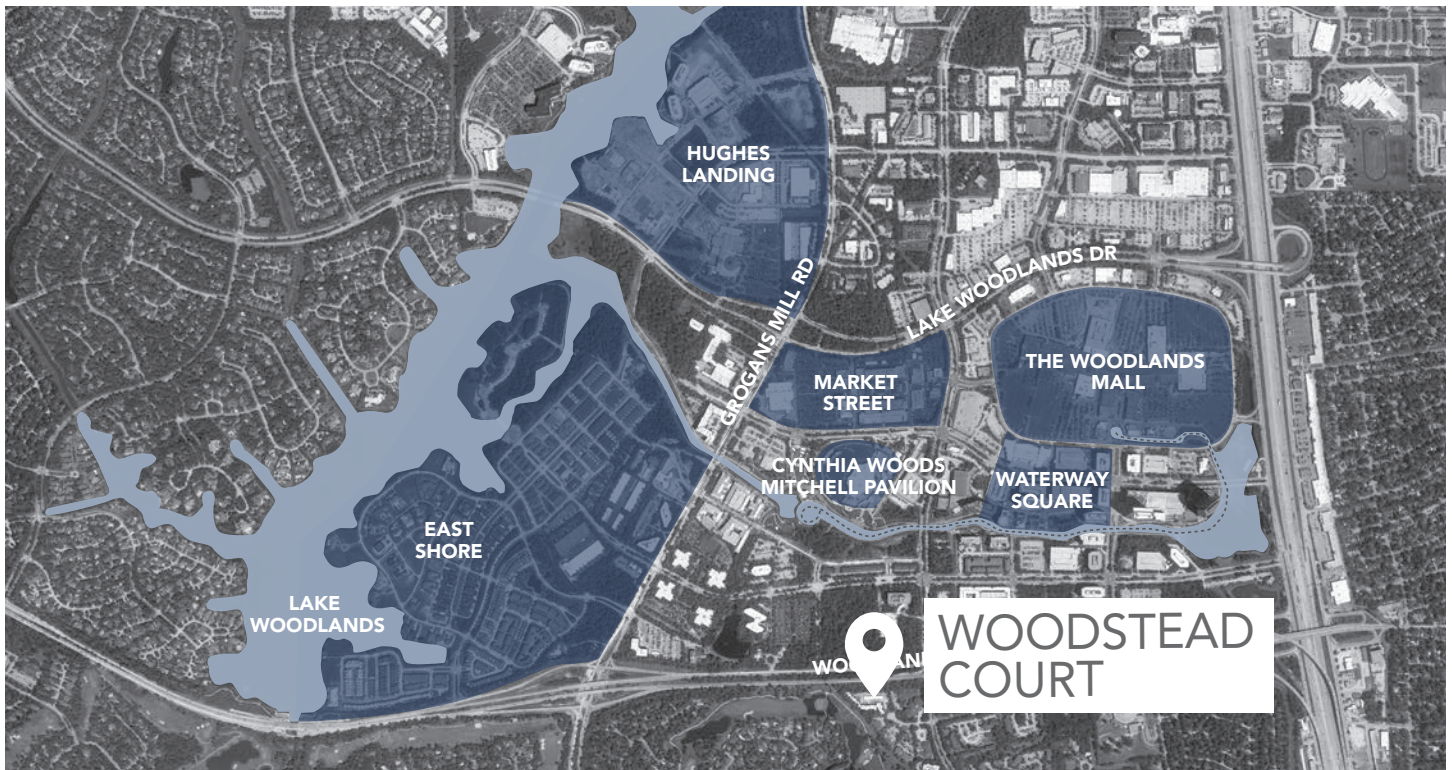 HUGHES
LANDING
LAKE WOODLANDS DR
GROGANS MILL RD
THE WOODLANDS
MALL
MARKET
STREET
CYNTHIA WOODS
MITCHELL PAVILION
WATERWAY
SQUARE
EAST
SHORE
LAKE
WOODLANDS
WOODSTEAD
COURT